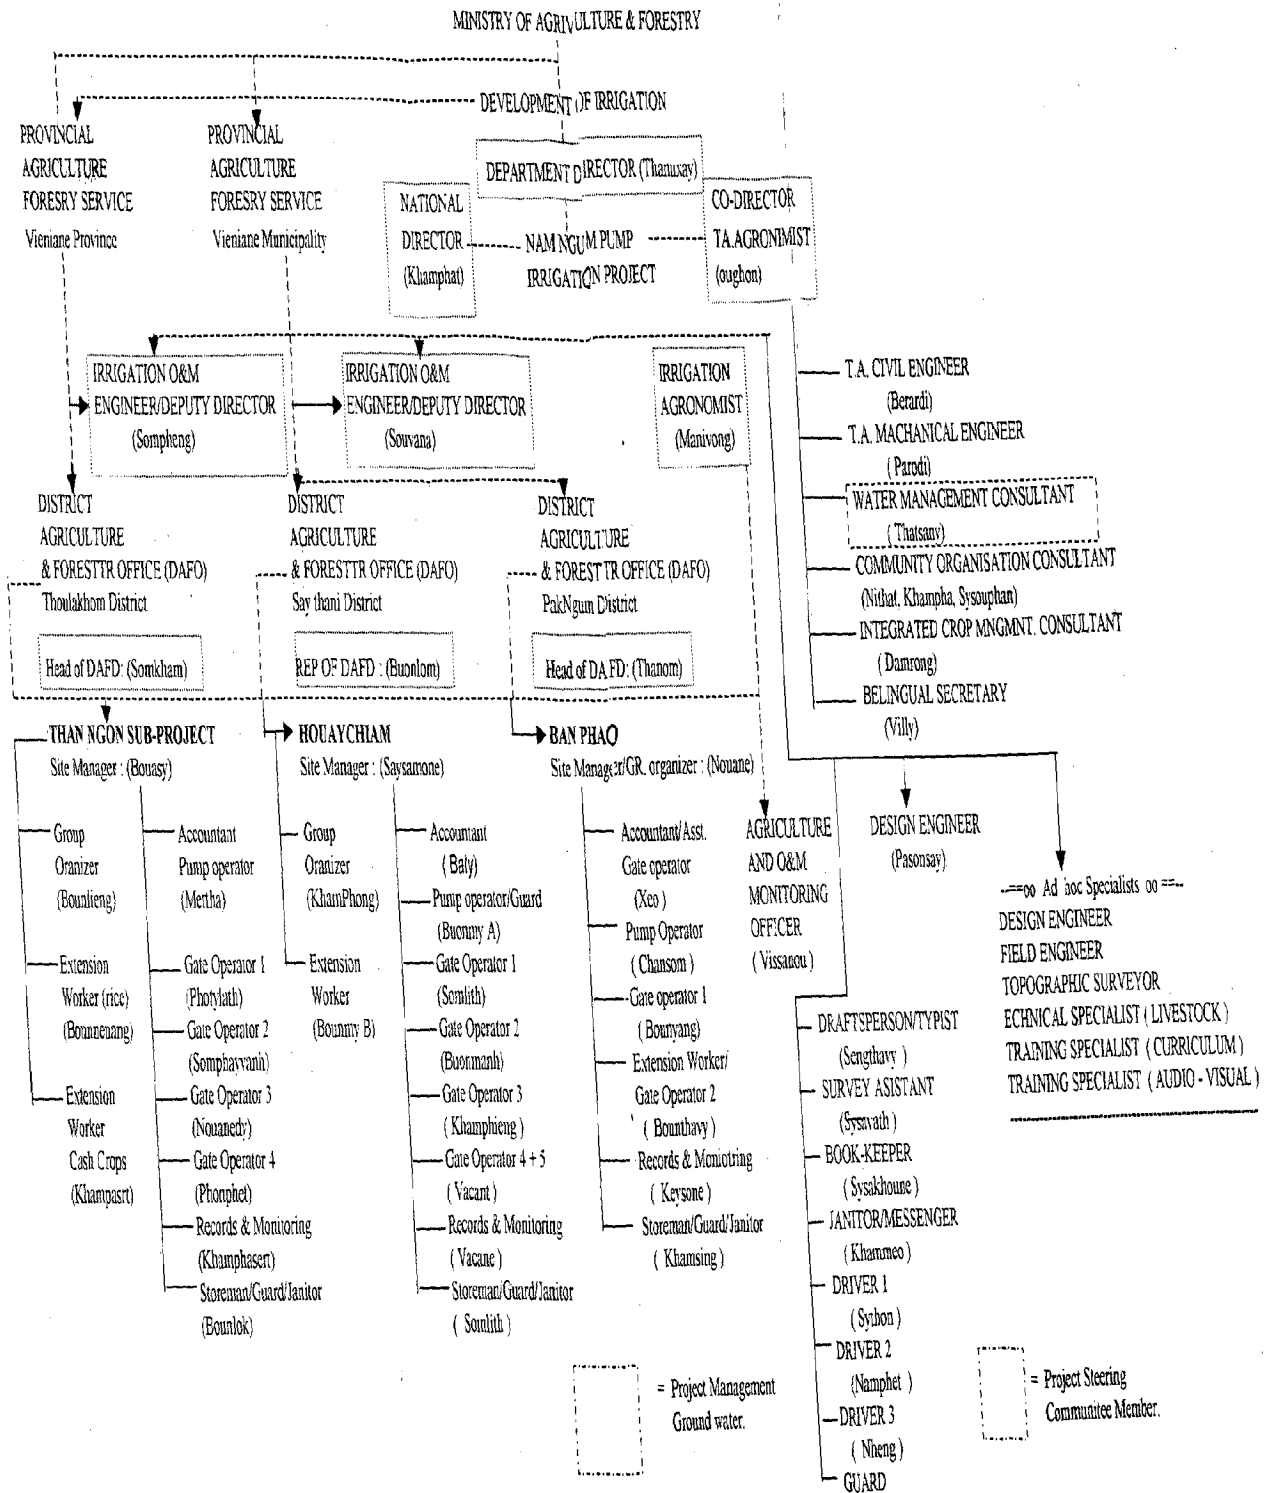 MINISTRY OF AGRIVULTURE & FORESTRY
DEVELOPMENT OF IRRIGATION
PROVINCIAL
AGRICULTURE
FORESRY SERVICE
Vieniane Province
PROVINCIAL
AGRICULTURE
FORESRY SERVICE
Vieniane Municipality
DEPARTMENT DIRECTOR (Thanuxay)
NATIONAL
DIRECTOR
(Khamphat)
NAM NGUM PUMP
IRRIGATION PROJECT
CO-DIRECTOR
TA.AGRONIMIST
(oughon)
IRRIGATION O&M
ENGINEER/DEPUTY DIRECTOR
(Sompheng)
IRRIGATION O&M
ENGINEER/DEPUTY DIRECTOR
(Souvana)
IRRIGATION
AGRONOMIST
(Manivong)
T.A. CIVIL ENGINEER
(Berardi)
T.A. MACHANICAL ENGINEER
( Parodi)
WATER MANAGEMENT CONSULTANT
( Thatsany)
COMMUNITY ORGANISATION CONSULTANT
(Nithat, Khampha, Sysouphan)
INTEGRATED CROP MNGMNT. CONSULTANT
(Damrong)
BELINGUAL SECRETARY
(Villy)
DISTRICT
AGRICULTURE
& FORESTTR OFFICE (DAFO)
Thoulakhom District
Head of DAFD: (Somkham)
DISTRICT
AGRICULTURE
& FORESTTR OFFICE (DAFO)
Say thani District
REP OF DAFD : (Buonlom)
DISTRICT
AGRICULTURE
& FORESTTR OFFICE (DAFO)
PakNgum District
Head of DAFD: (Thanom)
THAN NGON SUB-PROJECT
Site Manager : (Bouasy)
Group
Oranizer
(Bounlieng)
Extension
Worker (rice)
(Bounnenang)
Extension
Worker
Cash Crops
(Khampasrt)
Accountant
Pump operator
(Mertha)
Gate Operator 1
(Photylath)
Gate Operator 2
(Somphayvanh)
Gate Operator 3
(Nouanedy)
Gate Operator 4
(Phonphet)
Records & Monitoring
(Khamphasert)
Storeman/Guard/Janitor
(Bounlok)
HOUAYCHIAM
Site Manager : (Saysamone)
Group
Oranizer
(KhamPhong)
Extension
Worker
(Bounmy B)
Accountant
( Baly)
Pump operator/Guard
(Buonmy A)
Gate Operator 1
(Somlith)
Gate Operator 2
(Buonmanh)
Gate Operator 3
( Khamphieng )
Gate Operator 4 + 5
( Vacant )
Records & Monitoring
( Vacane )
Storeman/Guard/Janitor
( Somlith )
BAN PHAO
Site Manager/GR. organizer : (Nouane)
Accountant/Asst.
Gate operator
(Xeo )
Pump Operator
( Chansom)
Gate operator 1
( Bounyang)
Extension Worker/
Gate Operator 2
( Bounthavy )
Records & Moniotring
( Keysone )
Storeman/Guard/Janitor
( Khamsing )
AGRICULTURE
AND O&M
MONITORING
OFFICER
( Vissanou )
DESIGN ENGINEER
(Pasonsay)
--==oo Ad hoc Specialists oo ==--
DESIGN ENGINEER
FIELD ENGINEER
TOPOGRAPHIC SURVEYOR
ECHNICAL SPECIALIST ( LIVESTOCK )
TRAINING SPECIALIST ( CURRICULUM )
TRAINING SPECIALIST ( AUDIO - VISUAL )
DRAFTSPERSON/TYPIST
(Sengthavy )
SURVEY ASISTANT
(Sysavath )
BOOK-KEEPER
(Sysakhoune )
JANITOR/MESSENGER
( Khammeo )
DRIVER 1
( Sython )
DRIVER 2
(Namphet )
DRIVER 3
( Nheng )
GUARD
= Project Management
Ground water.
= Project Steering
Communitee Member.